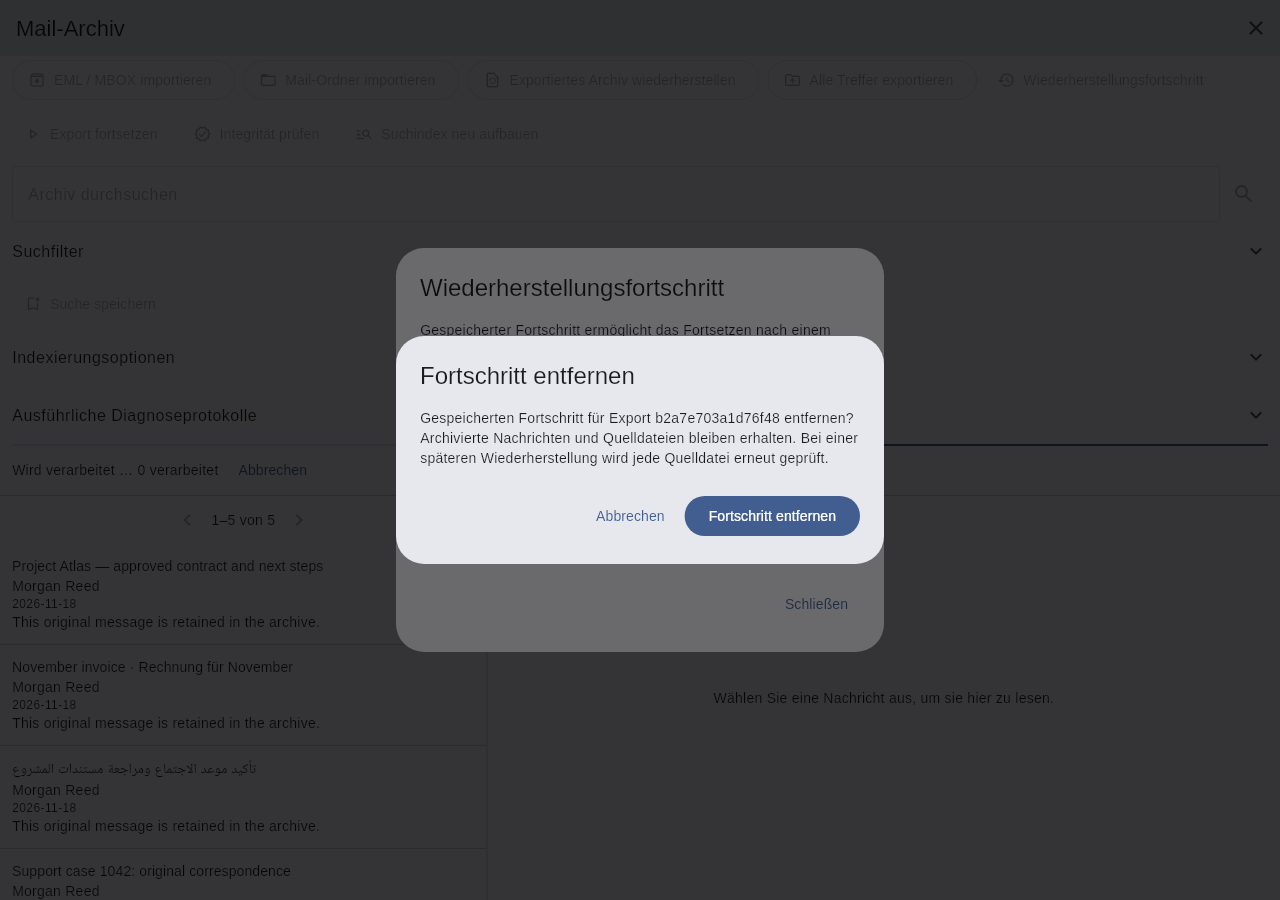 Mail-Archiv
EML / MBOX importieren
Mail-Ordner importieren
Exportiertes Archiv wiederherstellen
Alle Treffer exportieren
Wiederherstellungsfortschritt
Export fortsetzen
Integrität prüfen
Suchindex neu aufbauen
Archiv durchsuchen
Suchfilter
Suche speichern
Indexierungsoptionen
Ausführliche Diagnoseprotokolle
Wird verarbeitet … 0 verarbeitet
Abbrechen
1–5 von 5
Project Atlas — approved contract and next steps
Morgan Reed
2026-11-18
This original message is retained in the archive.
November invoice · Rechnung für November
Morgan Reed
2026-11-18
This original message is retained in the archive.
تأكيد موعد الاجتماع ومراجعة مستندات المشروع
Morgan Reed
2026-11-18
This original message is retained in the archive.
Support case 1042: original correspondence
Morgan Reed
Wählen Sie eine Nachricht aus, um sie hier zu lesen.
Wiederherstellungsfortschritt
Gespeicherter Fortschritt ermöglicht das Fortsetzen nach einem
Fortschritt entfernen
Gespeicherten Fortschritt für Export b2a7e703a1d76f48 entfernen?
Archivierte Nachrichten und Quelldateien bleiben erhalten. Bei einer
späteren Wiederherstellung wird jede Quelldatei erneut geprüft.
Abbrechen
Fortschritt entfernen
Schließen